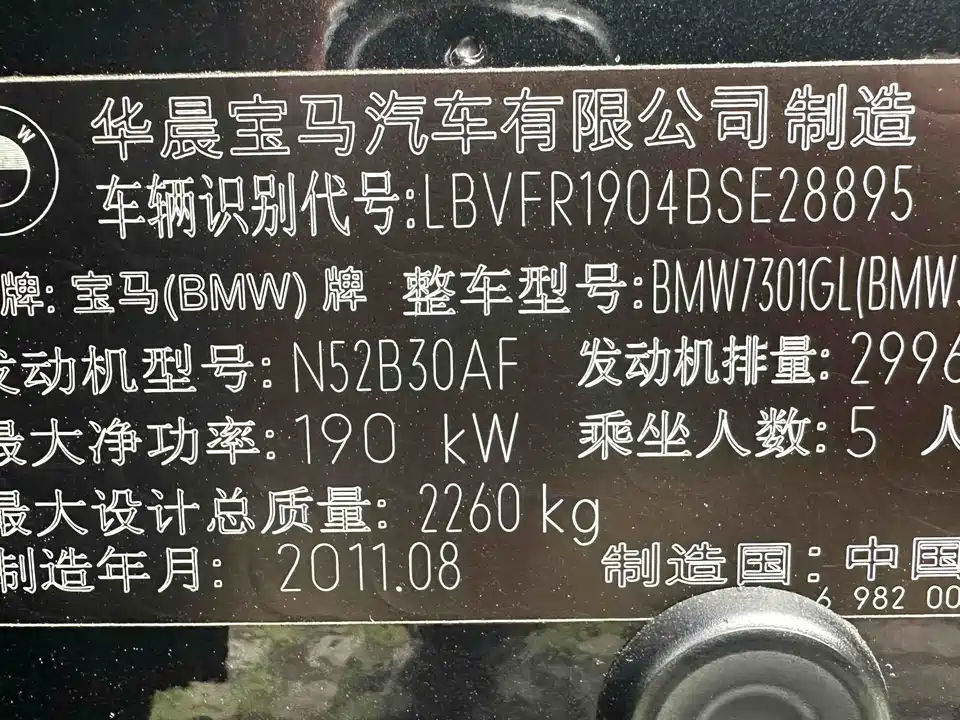 W
华晨宝马汽车有限公司 制造
车辆识别代号:LBVFR1904BSE28895
牌: 宝马(BMW) 牌 整车型号:BMW7301GL(BMW
发动机型号: N52B30AF 发动机排量: 2996
最大净功率: 190 kW 乘坐人数: 5 人
最大设计总质量: 2260 kg
制造年月: 2011.08 制造国: 中国
6 982 00